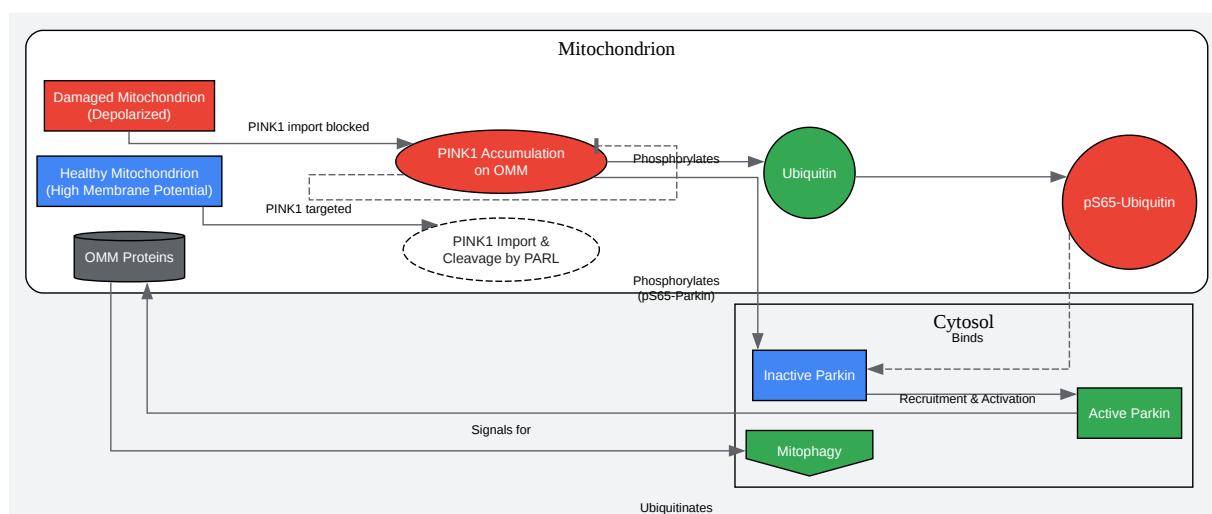 Mitochondrion
Damaged Mitochondrion
(Depolarized)
PINK1 import blocked
PINK1 Accumulation
on OMM
Phosphorylates
Ubiquitin
pS65-Ubiquitin
Healthy Mitochondrion
(High Membrane Potential)
PINK1 targeted
PINK1 Import &
Cleavage by PARL
OMM Proteins
Phosphorylates
(pS65-Parkin)
Cytosol
Binds
Inactive Parkin
Recruitment & Activation
Active Parkin
Signals for
Mitophagy
Ubiquitinates